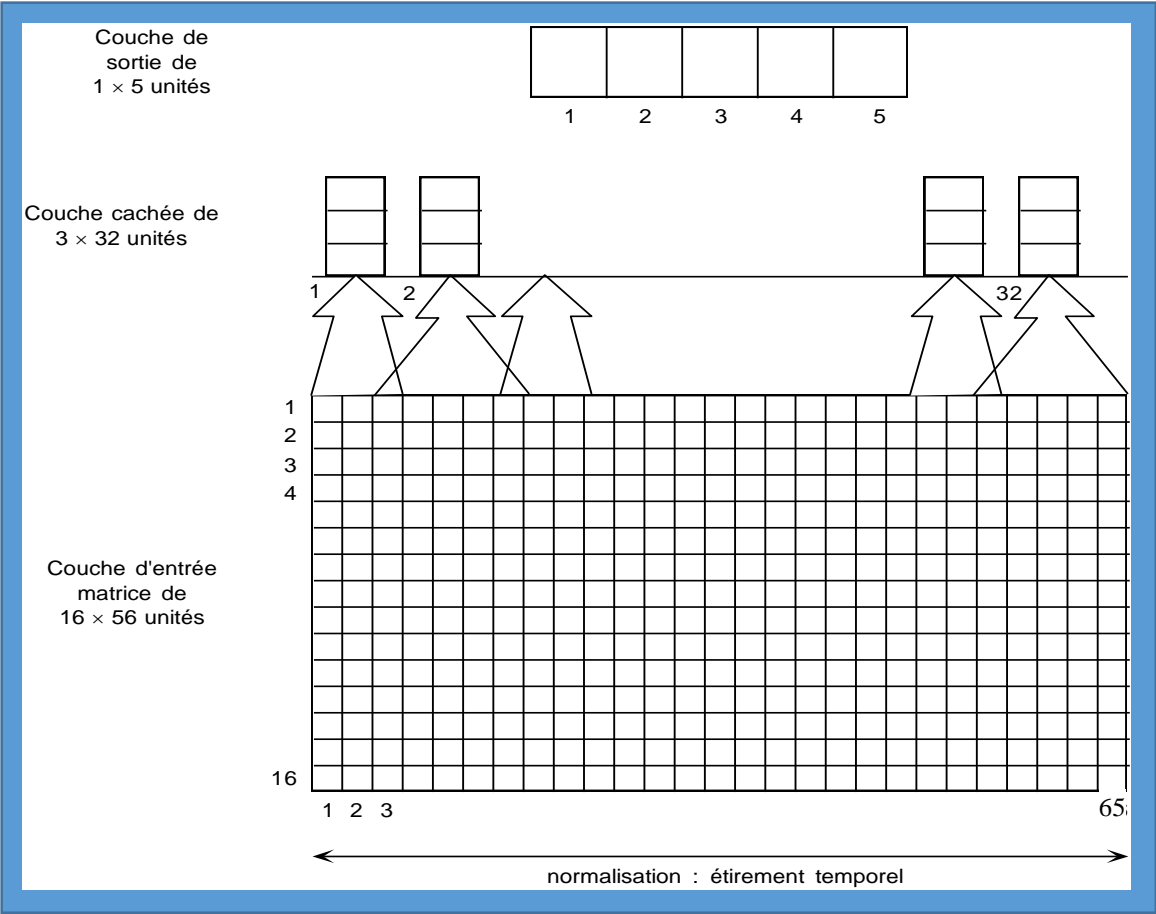 Couche de
sortie de
1 × 5 unités
1 2 3 4 5
Couche cachée de
3 × 32 unités
1 2 32
1
2
3
4
Couche d'entrée
matrice de
16 × 56 unités
16
1 2 3 65
normalisation : étirement temporel